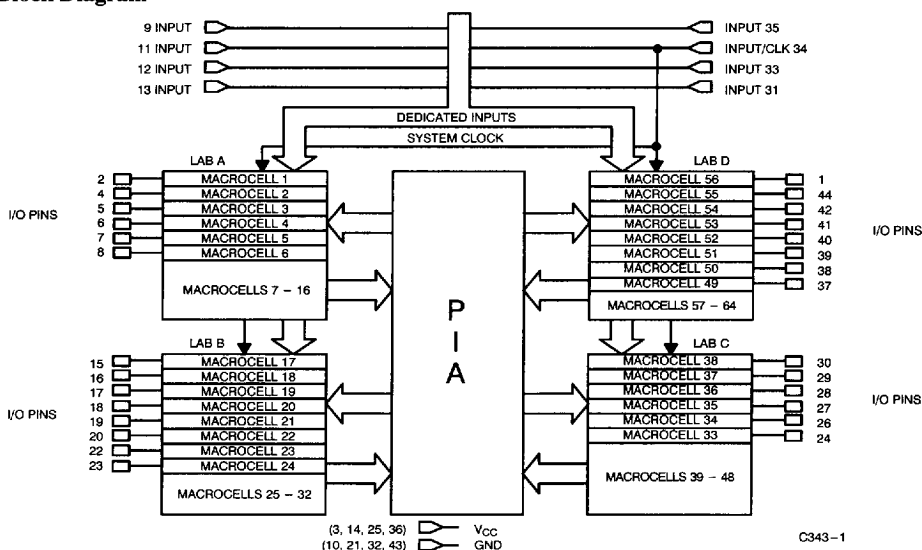 9 INPUT
INPUT 35
11 INPUT
INPUT/CLK 34
12 INPUT
INPUT 33
13 INPUT
INPUT 31
DEDICATED INPUTS
SYSTEM CLOCK
LAB A
2 MACROCELL 1
4 MACROCELL 2
5 MACROCELL 3
6 MACROCELL 4
7 MACROCELL 5
8 MACROCELL 6
I/O PINS
MACROCELLS 7 – 16
LAB D
MACROCELL 56 1
MACROCELL 55 44
MACROCELL 54 42
MACROCELL 53 41
MACROCELL 52 40
MACROCELL 51 39
MACROCELL 50 38
MACROCELL 49 37
I/O PINS
MACROCELLS 57 – 64
P
I
A
LAB B
15 MACROCELL 17
16 MACROCELL 18
17 MACROCELL 19
18 MACROCELL 20
19 MACROCELL 21
20 MACROCELL 22
22 MACROCELL 23
23 MACROCELL 24
I/O PINS
MACROCELLS 25 – 32
LAB C
MACROCELL 38 30
MACROCELL 37 29
MACROCELL 36 28
MACROCELL 35 27
MACROCELL 34 26
MACROCELL 33 24
I/O PINS
MACROCELLS 39 – 48
(3, 14, 25, 36) VCC
(10, 21, 32, 43) GND
C343–1